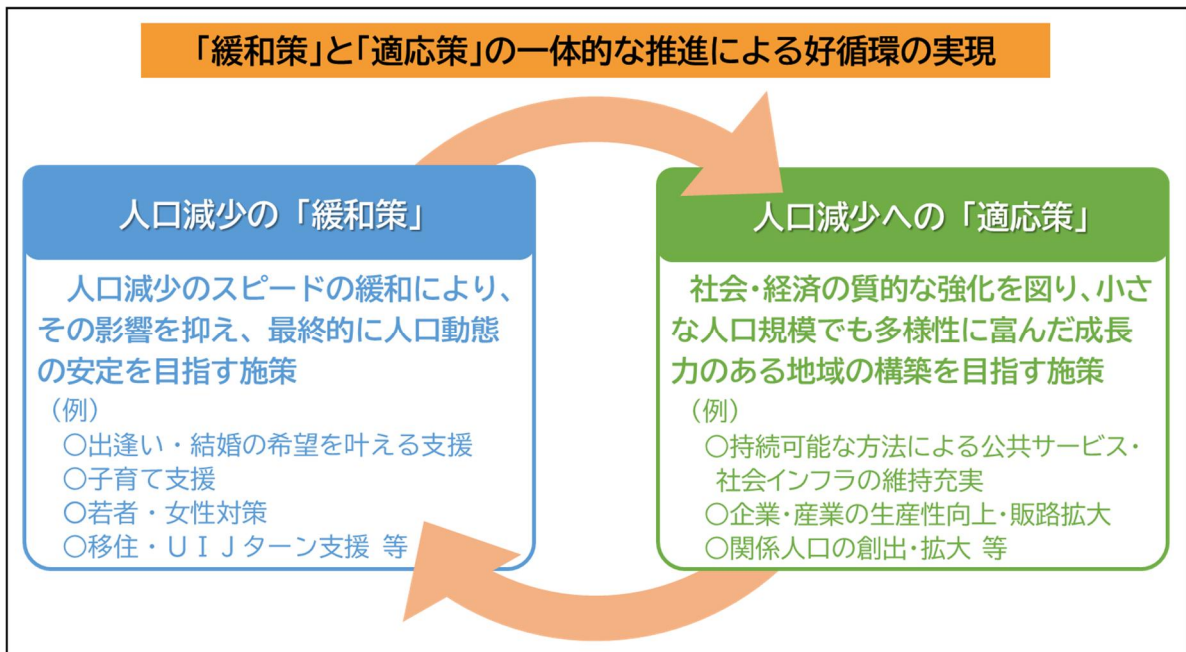 「緩和策」と「適応策」の一体的な推進による好循環の実現
人口減少の「緩和策」
人口減少のスピードの緩和により、
その影響を抑え、最終的に人口動態
の安定を目指す施策
（例）
〇出逢い・結婚の希望を叶える支援
〇子育て支援
〇若者・女性対策
〇移住・ＵＩＪターン支援 等
人口減少への「適応策」
社会・経済の質的な強化を図り、小さ
な人口規模でも多様性に富んだ成長
力のある地域の構築を目指す施策
（例）
〇持続可能な方法による公共サービス・
社会インフラの維持充実
〇企業・産業の生産性向上・販路拡大
〇関係人口の創出・拡大 等